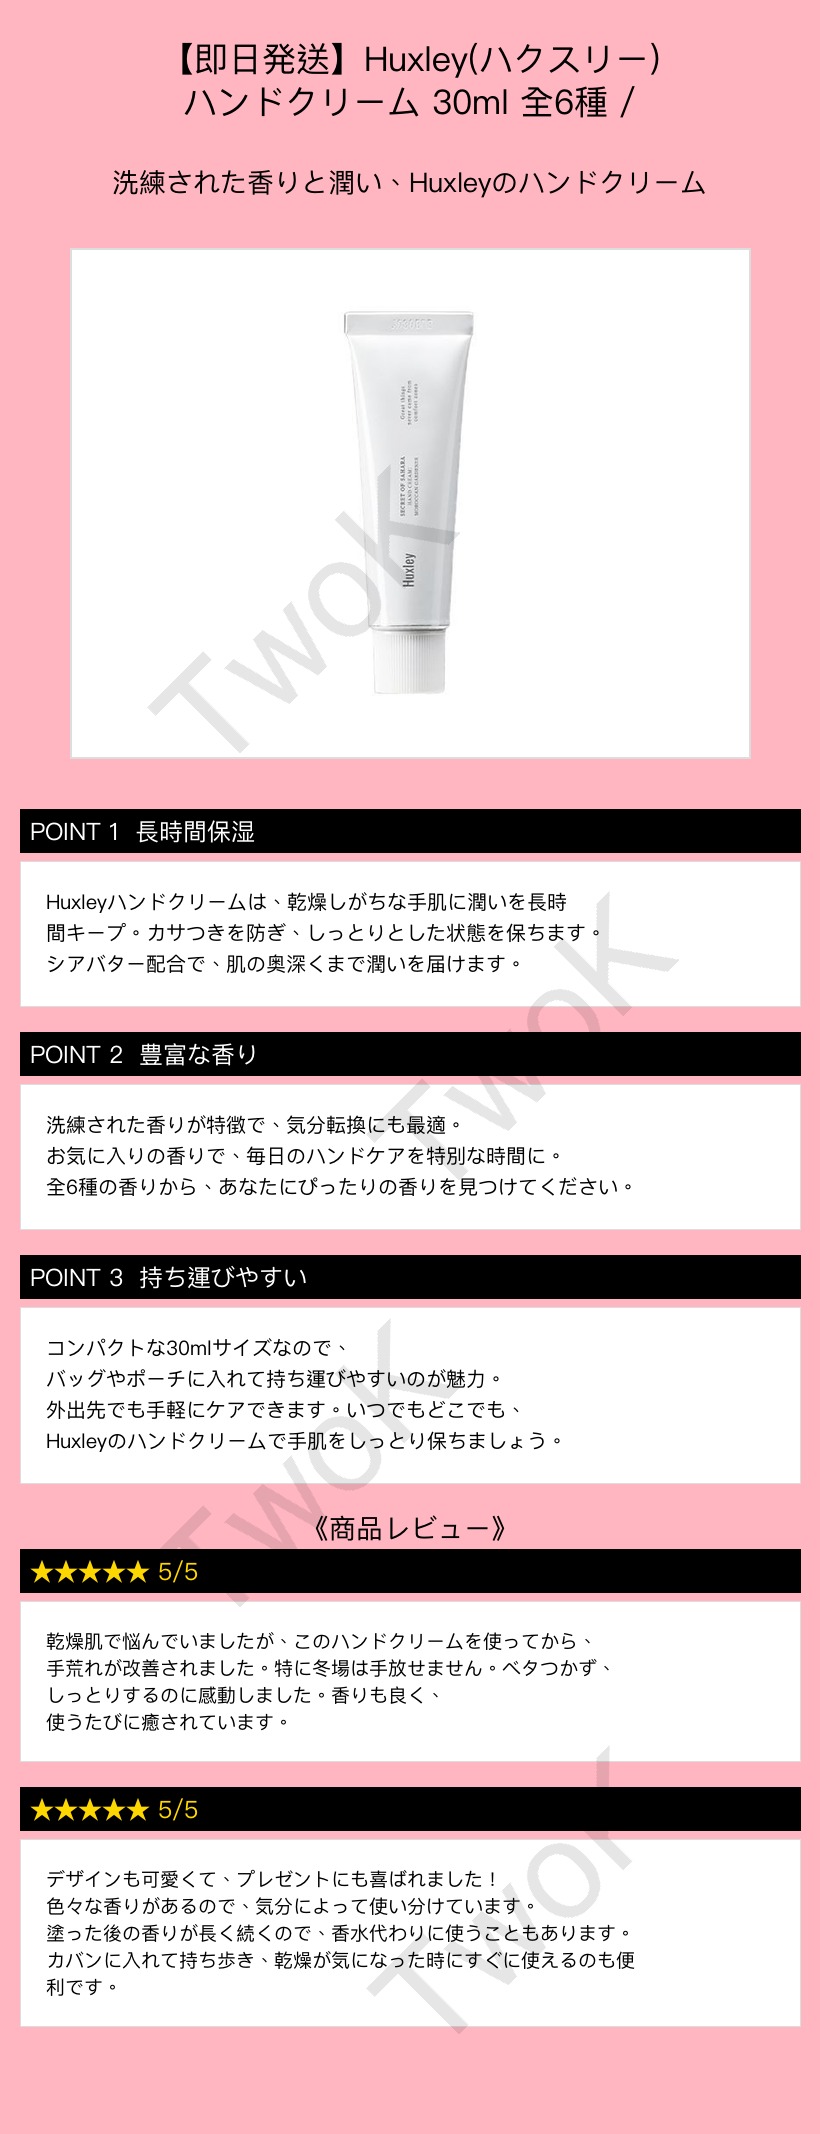 【即日発送】Huxley(ハクスリー)
ハンドクリーム 30ml 全6種 /
洗練された香りと潤い、Huxleyのハンドクリーム
Great things
never come from
comfort zones
SECRET OF SAHARA
HAND CREAM;
MOROCCAN GARDENER
Huxley
TwoK
POINT 1 長時間保湿
Huxleyハンドクリームは、乾燥しがちな手肌に潤いを長時
間キープ。カサつきを防ぎ、しっとりとした状態を保ちます。
シアバター配合で、肌の奥深くまで潤いを届けます。
TwoK
POINT 2 豊富な香り
洗練された香りが特徴で、気分転換にも最適。
お気に入りの香りで、毎日のハンドケアを特別な時間に。
全6種の香りから、あなたにぴったりの香りを見つけてください。
POINT 3 持ち運びやすい
コンパクトな30mlサイズなので、
バッグやポーチに入れて持ち運びやすいのが魅力。
外出先でも手軽にケアできます。いつでもどこでも、
Huxleyのハンドクリームで手肌をしっとり保ちましょう。
TwoK
《商品レビュー》
★★★★★ 5/5
乾燥肌で悩んでいましたが、このハンドクリームを使ってから、
手荒れが改善されました。特に冬場は手放せません。ベタつかず、
しっとりするのに感動しました。香りも良く、
使うたびに癒されています。
★★★★★ 5/5
デザインも可愛くて、プレゼントにも喜ばれました！
色々な香りがあるので、気分によって使い分けています。
塗った後の香りが長く続くので、香水代わりに使うこともあります。
カバンに入れて持ち歩き、乾燥が気になった時にすぐに使えるのも便
利です。
TwoK